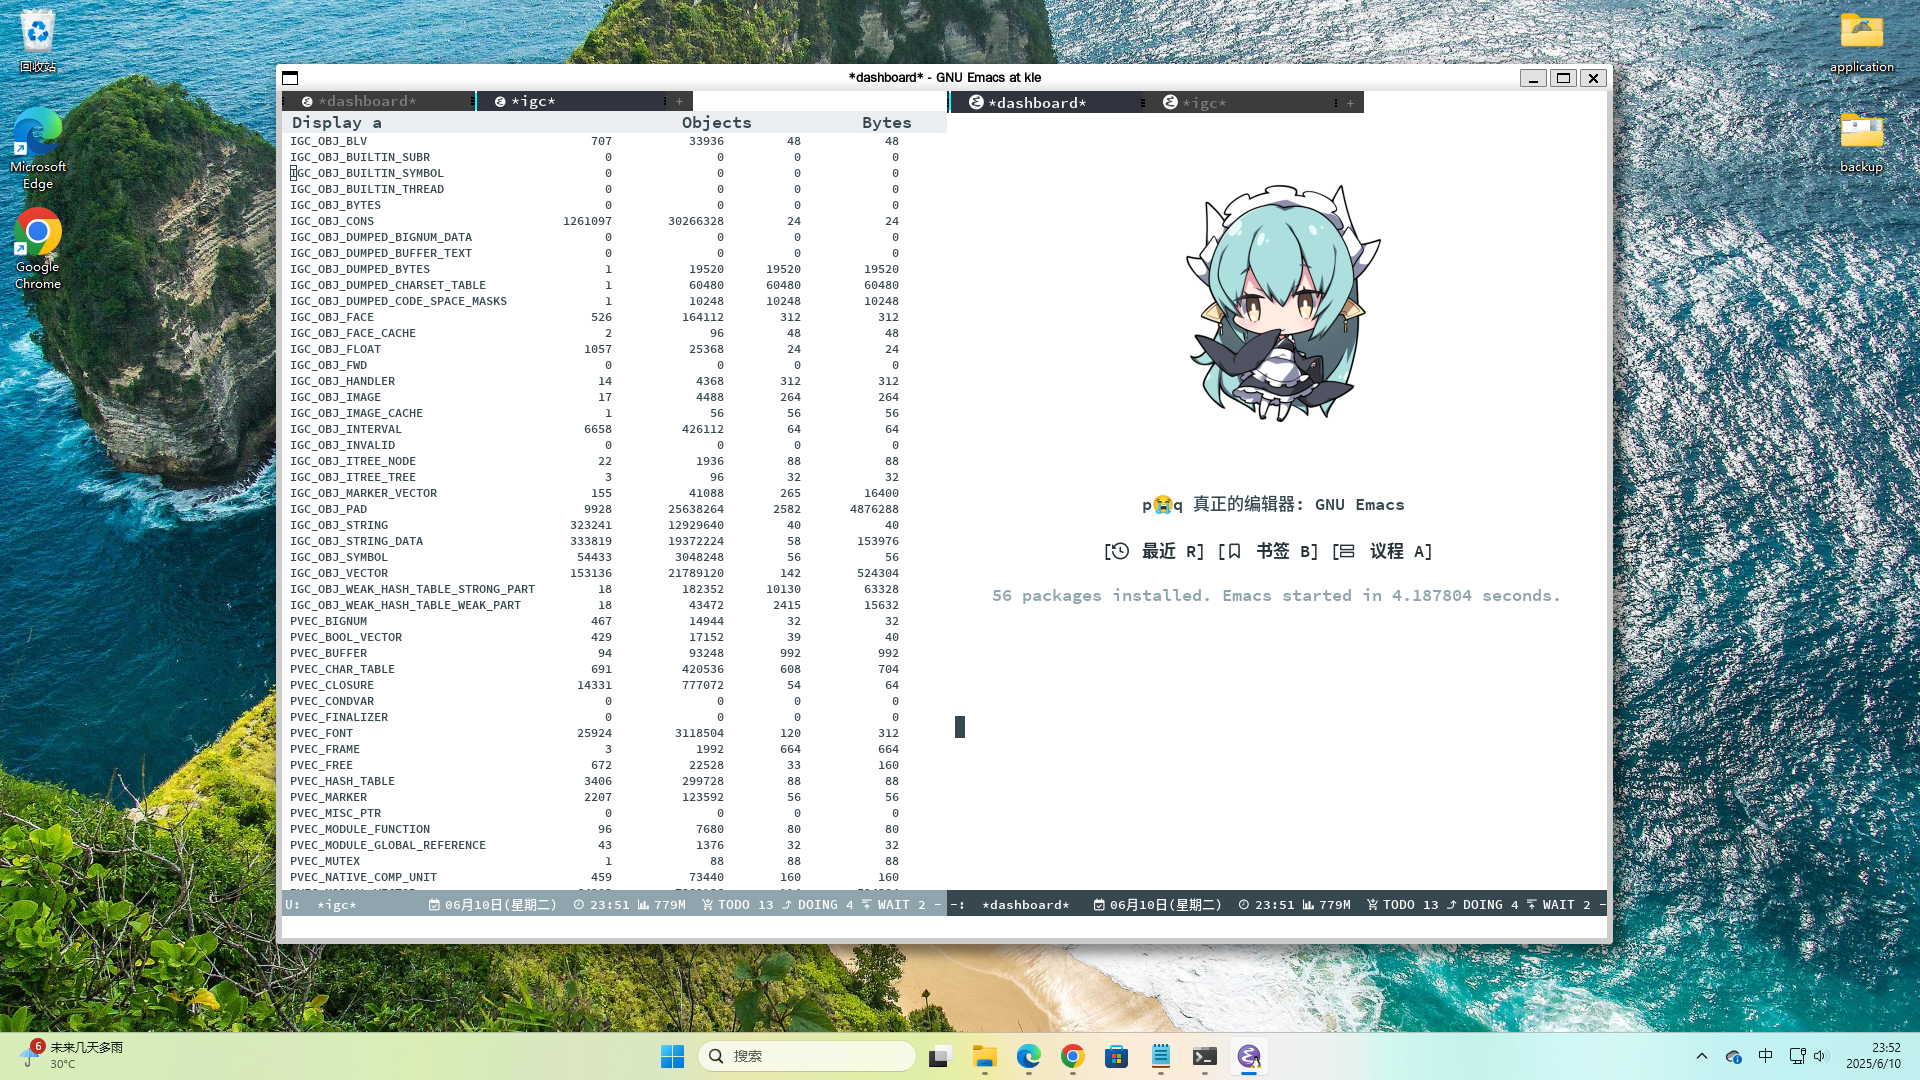 回收站
Microsoft
Edge
Google
Chrome
application
backup
*dashboard* - GNU Emacs at kle
*dashboard* *igc* +
Display a Objects Bytes
IGC_OBJ_BLV 707 33936 48 48
IGC_OBJ_BUILTIN_SUBR 0 0 0 0
IGC_OBJ_BUILTIN_SYMBOL 0 0 0 0
IGC_OBJ_BUILTIN_THREAD 0 0 0 0
IGC_OBJ_BYTES 0 0 0 0
IGC_OBJ_CONS 1261097 30266328 24 24
IGC_OBJ_DUMPED_BIGNUM_DATA 0 0 0 0
IGC_OBJ_DUMPED_BUFFER_TEXT 0 0 0 0
IGC_OBJ_DUMPED_BYTES 1 19520 19520 19520
IGC_OBJ_DUMPED_CHARSET_TABLE 1 60480 60480 60480
IGC_OBJ_DUMPED_CODE_SPACE_MASKS 1 10248 10248 10248
IGC_OBJ_FACE 526 164112 312 312
IGC_OBJ_FACE_CACHE 2 96 48 48
IGC_OBJ_FLOAT 1057 25368 24 24
IGC_OBJ_FWD 0 0 0 0
IGC_OBJ_HANDLER 14 4368 312 312
IGC_OBJ_IMAGE 17 4488 264 264
IGC_OBJ_IMAGE_CACHE 1 56 56 56
IGC_OBJ_INTERVAL 6658 426112 64 64
IGC_OBJ_INVALID 0 0 0 0
IGC_OBJ_ITREE_NODE 22 1936 88 88
IGC_OBJ_ITREE_TREE 3 96 32 32
IGC_OBJ_MARKER_VECTOR 155 41088 265 16400
IGC_OBJ_PAD 9928 25638264 2582 4876288
IGC_OBJ_STRING 323241 12929640 40 40
IGC_OBJ_STRING_DATA 333819 19372224 58 153976
IGC_OBJ_SYMBOL 54433 3048248 56 56
IGC_OBJ_VECTOR 153136 21789120 142 524304
IGC_OBJ_WEAK_HASH_TABLE_STRONG_PART 18 182352 10130 63328
IGC_OBJ_WEAK_HASH_TABLE_WEAK_PART 18 43472 2415 15632
PVEC_BIGNUM 467 14944 32 32
PVEC_BOOL_VECTOR 429 17152 39 40
PVEC_BUFFER 94 93248 992 992
PVEC_CHAR_TABLE 691 420536 608 704
PVEC_CLOSURE 14331 777072 54 64
PVEC_CONDVAR 0 0 0 0
PVEC_FINALIZER 0 0 0 0
PVEC_FONT 25924 3118504 120 312
PVEC_FRAME 3 1992 664 664
PVEC_FREE 672 22528 33 160
PVEC_HASH_TABLE 3406 299728 88 88
PVEC_MARKER 2207 123592 56 56
PVEC_MISC_PTR 0 0 0 0
PVEC_MODULE_FUNCTION 96 7680 80 80
PVEC_MODULE_GLOBAL_REFERENCE 43 1376 32 32
PVEC_MUTEX 1 88 88 88
PVEC_NATIVE_COMP_UNIT 459 73440 160 160
U: *igc* 06月10日(星期二) 23:51 779M TODO 13 DOING 4 WAIT 2 -
*dashboard* *igc* +
p😭q 真正的编辑器: GNU Emacs
[最近 R] [书签 B] [议程 A]
56 packages installed. Emacs started in 4.187804 seconds.
-: *dashboard* 06月10日(星期二) 23:51 779M TODO 13 DOING 4 WAIT 2 -
6 未来几天多雨
30°C
搜索
中
23:52
2025/6/10